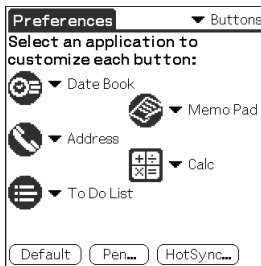 Preferences ▼ Buttons
Select an application to
customize each button:
▼ Date Book
▼ Memo Pad
▼ Address
▼ Calc
▼ To Do List
Default Pen... HotSync...